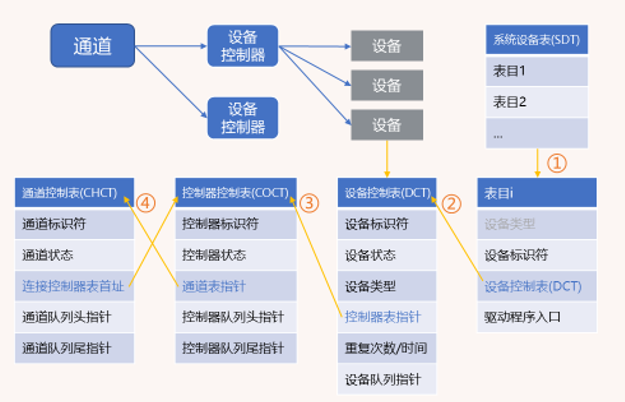 通道
设备
控制器
设备
控制器
设备
设备
设备
系统设备表(SDT)
表目1
表目2
...
①
通道控制表(CHCT)
通道标识符
通道状态
连接控制器表首址
通道队列头指针
通道队列尾指针
④
控制器控制表(COCT)
控制器标识符
控制器状态
通道表指针
控制器队列头指针
控制器队列尾指针
③
设备控制表(DCT)
设备标识符
设备状态
设备类型
控制器表指针
重复次数/时间
设备队列指针
②
表目i
设备类型
设备标识符
设备控制表(DCT)
驱动程序入口